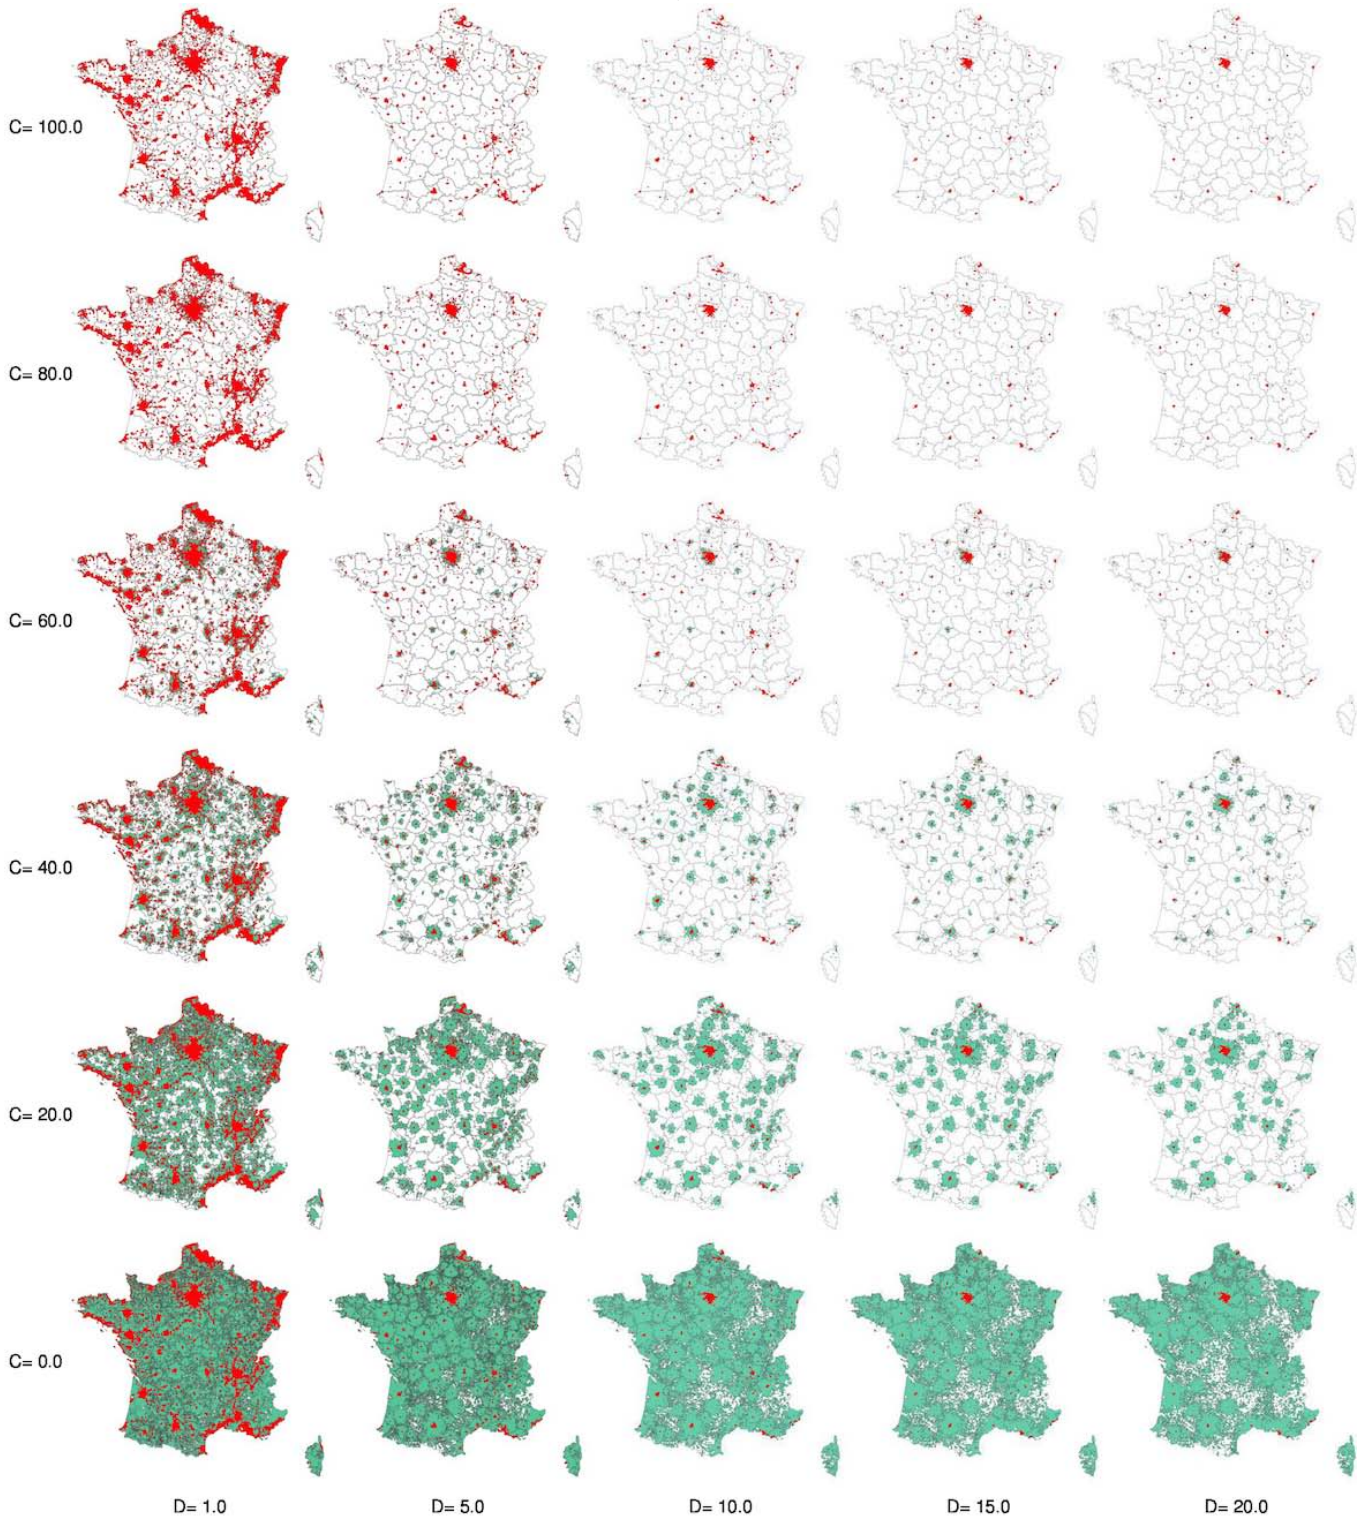 C= 100.0
C= 80.0
C= 60.0
C= 40.0
C= 20.0
C= 0.0
D= 1.0 D= 5.0 D= 10.0 D= 15.0 D= 20.0